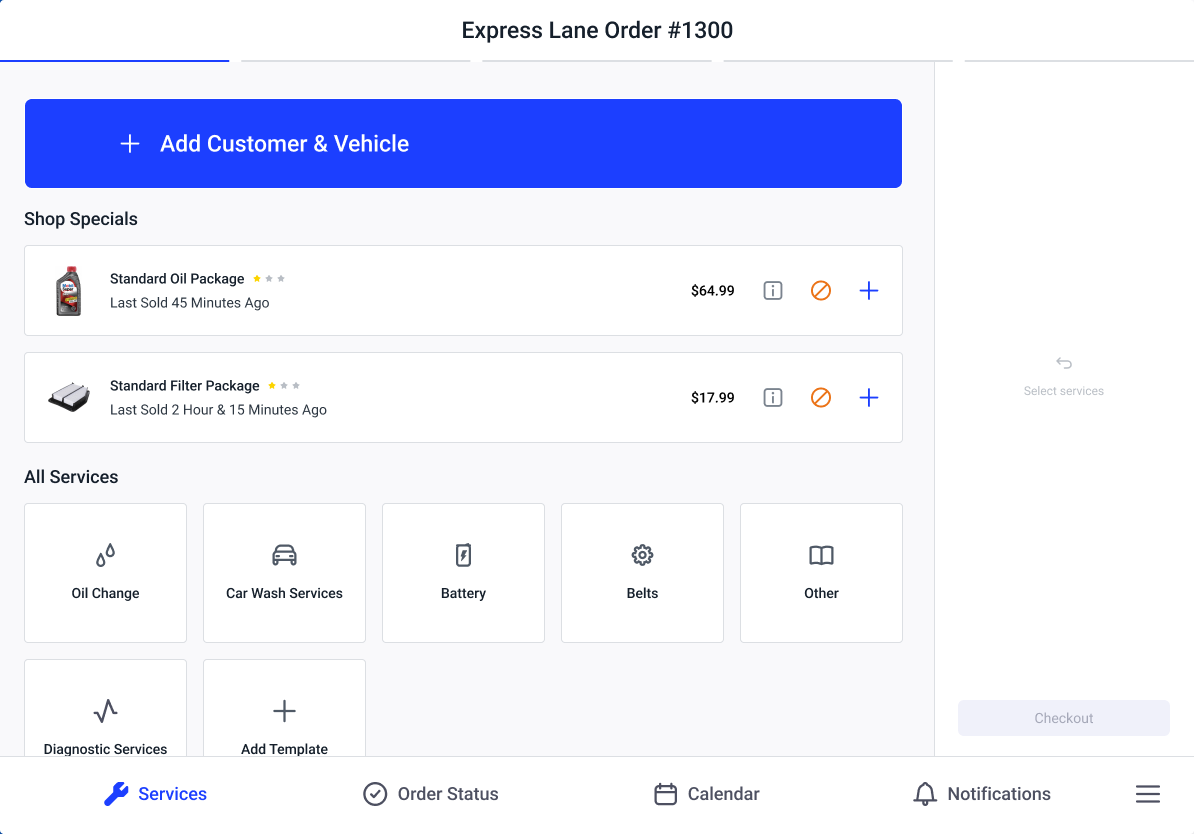 Express Lane Order #1300
Add Customer & Vehicle
Shop Specials
Standard Oil Package
Last Sold 45 Minutes Ago
$64.99
Standard Filter Package
Last Sold 2 Hour & 15 Minutes Ago
$17.99
Select services
All Services
Oil Change
Car Wash Services
Battery
Belts
Other
Diagnostic Services
Add Template
Checkout
Services
Order Status
Calendar
Notifications